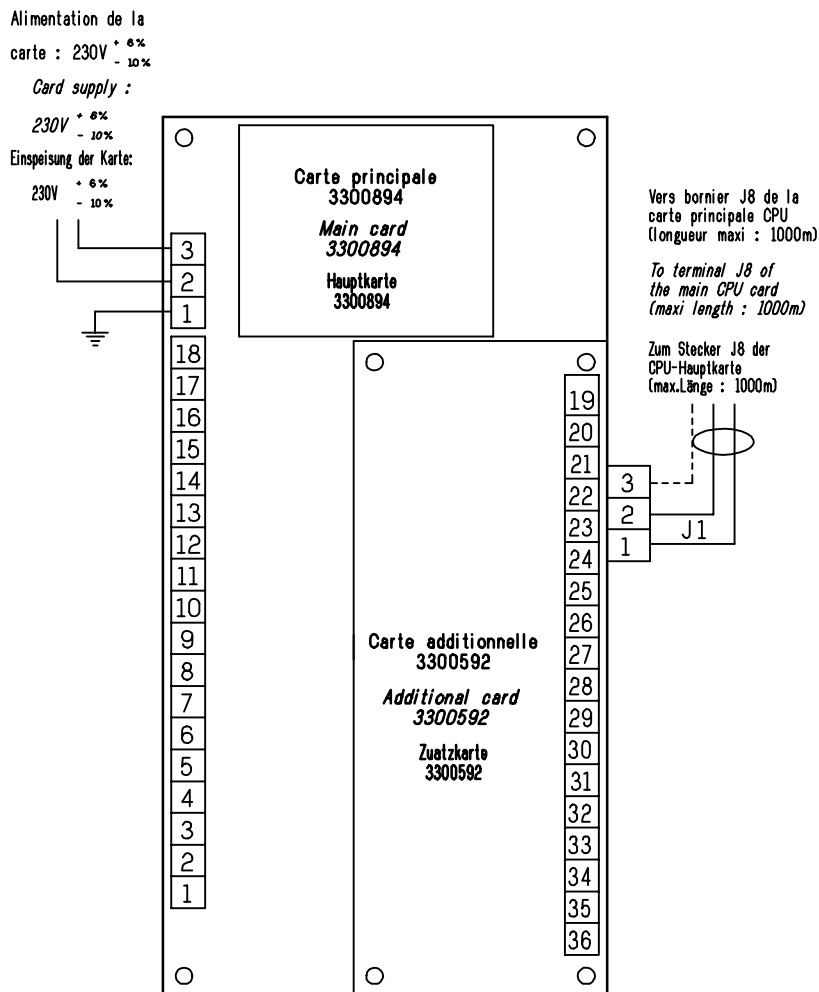 Alimentation de la
carte : 230V + 6%
- 10%
Card supply :
230V + 6%
- 10%
Einspeisung der Karte:
230V + 6%
- 10%
3
2
1
18
17
16
15
14
13
12
11
10
9
8
7
6
5
4
3
2
1
Carte principale
3300894
Main card
3300894
Hauptkarte
3300894
Carte additionnelle
3300592
Additional card
3300592
Zuatzkarte
3300592
19
20
21
22
23
24
25
26
27
28
29
30
31
32
33
34
35
36
3
2
1
J1
Vers bornier J8 de la
carte principale CPU
(longueur maxi : 1000m)
To terminal J8 of
the main CPU card
(maxi length : 1000m)
Zum Stecker J8 der
CPU-Hauptkarte
(max.Länge : 1000m)